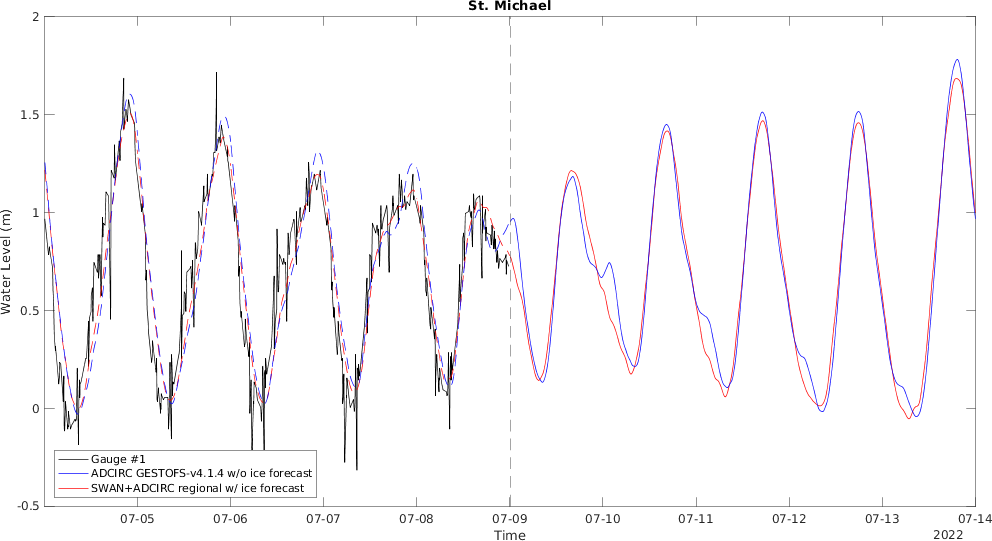 St. Michael
2
1.5
1
0.5
0
-0.5
Water Level (m)
Gauge #1
ADCIRC GESTOFS-v4.1.4 w/o ice forecast
SWAN+ADCIRC regional w/ ice forecast
07-05 07-06 07-07 07-08 07-09 07-10 07-11 07-12 07-13 07-14
Time
2022